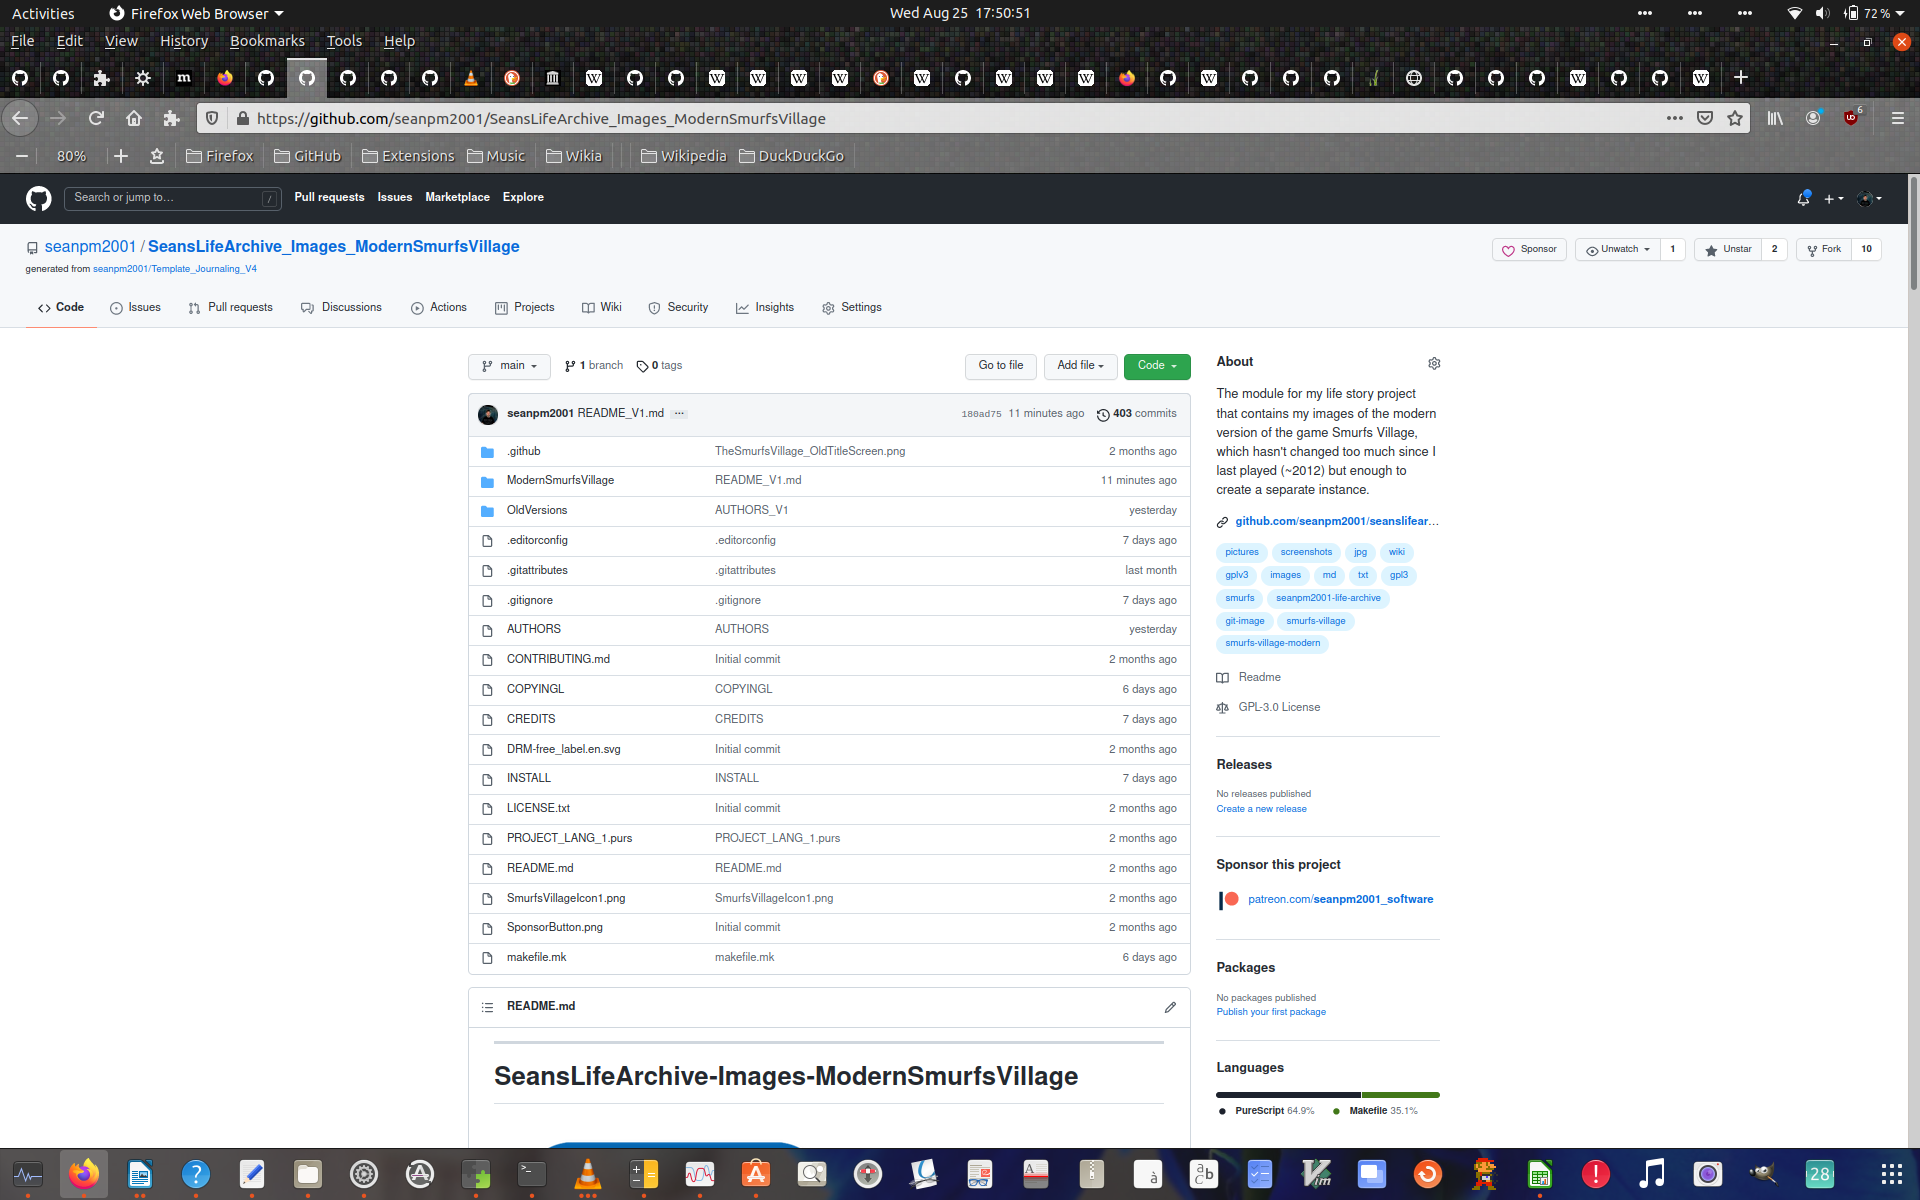 Activities
Firefox Web Browser
Wed Aug 25 17:50:51
72 %
File Edit View History Bookmarks Tools Help
https://github.com/seanpm2001/SeansLifeArchive_Images_ModernSmurfsVillage
6
80%
Firefox GitHub Extensions Music Wikia Wikipedia DuckDuckGo
Search or jump to… /
Pull requests Issues Marketplace Explore
seanpm2001 / SeansLifeArchive_Images_ModernSmurfsVillage
generated from seanpm2001/Template_Journaling_V4
Sponsor Unwatch 1 Unstar 2 Fork 10
Code Issues Pull requests Discussions Actions Projects Wiki Security Insights Settings
main 1 branch 0 tags
Go to file Add file Code
seanpm2001 README_V1.md 180ad75 11 minutes ago 403 commits
.github TheSmurfsVillage_OldTitleScreen.png 2 months ago
ModernSmurfsVillage README_V1.md 11 minutes ago
OldVersions AUTHORS_V1 yesterday
.editorconfig .editorconfig 7 days ago
.gitattributes .gitattributes last month
.gitignore .gitignore 7 days ago
AUTHORS AUTHORS yesterday
CONTRIBUTING.md Initial commit 2 months ago
COPYINGL COPYINGL 6 days ago
CREDITS CREDITS 7 days ago
DRM-free_label.en.svg Initial commit 2 months ago
INSTALL INSTALL 7 days ago
LICENSE.txt Initial commit 2 months ago
PROJECT_LANG_1.purs PROJECT_LANG_1.purs 2 months ago
README.md README.md 2 months ago
SmurfsVillageIcon1.png SmurfsVillageIcon1.png 2 months ago
SponsorButton.png Initial commit 2 months ago
makefile.mk makefile.mk 6 days ago
README.md
SeansLifeArchive-Images-ModernSmurfsVillage
About
The module for my life story project
that contains my images of the modern
version of the game Smurfs Village,
which hasn't changed too much since I
last played (~2012) but enough to
create a separate instance.
github.com/seanpm2001/seanslifear…
pictures screenshots jpg wiki
gplv3 images md txt gpl3
smurfs seanpm2001-life-archive
git-image smurfs-village
smurfs-village-modern
Readme
GPL-3.0 License
Releases
No releases published
Create a new release
Sponsor this project
patreon.com/seanpm2001_software
Packages
No packages published
Publish your first package
Languages
PureScript 64.9% Makefile 35.1%
28